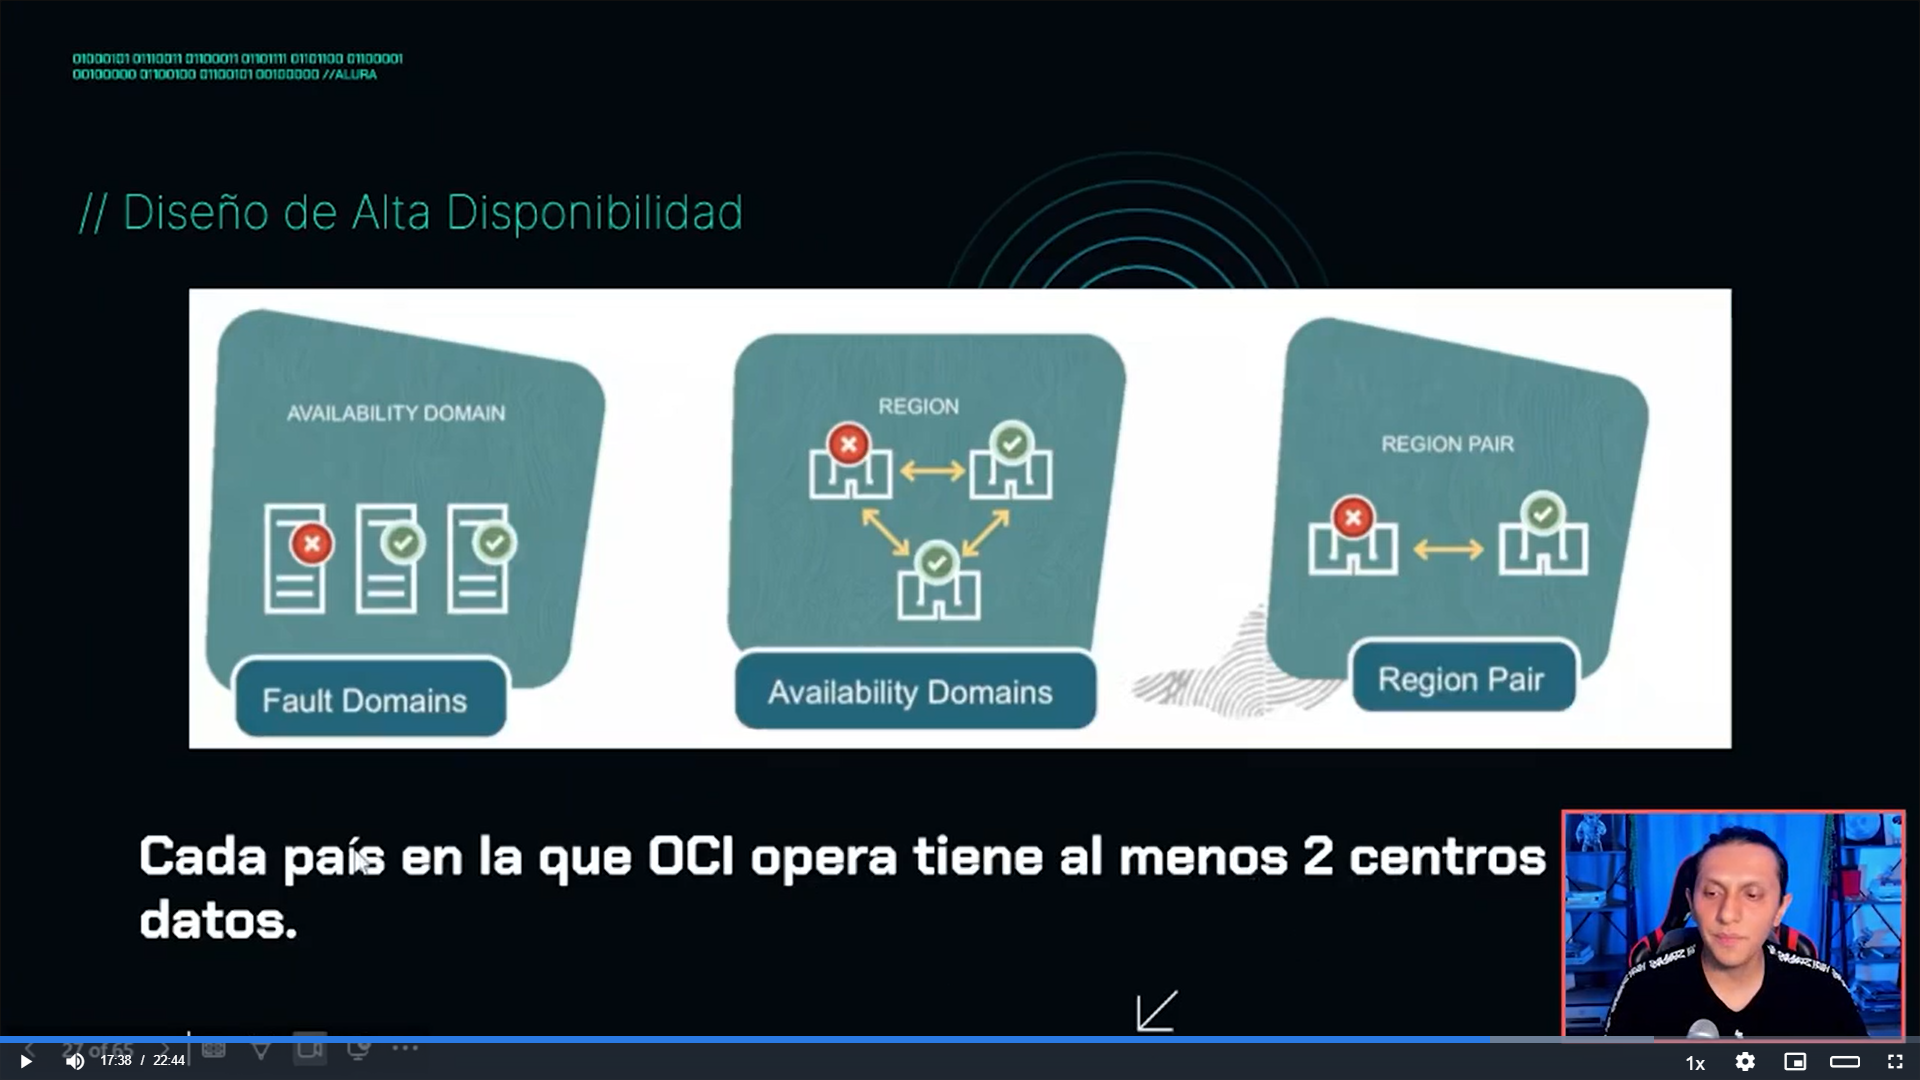 01000101 01110011 01100011 01101111 01101100 01100001
00100000 01100100 01100101 00100000 //ALURA
// Diseño de Alta Disponibilidad
AVAILABILITY DOMAIN
Fault Domains
REGION
Availability Domains
REGION PAIR
Region Pair
Cada país en la que OCI opera tiene al menos 2 centros
datos.
27 of 65
17:38 / 22:44
1x